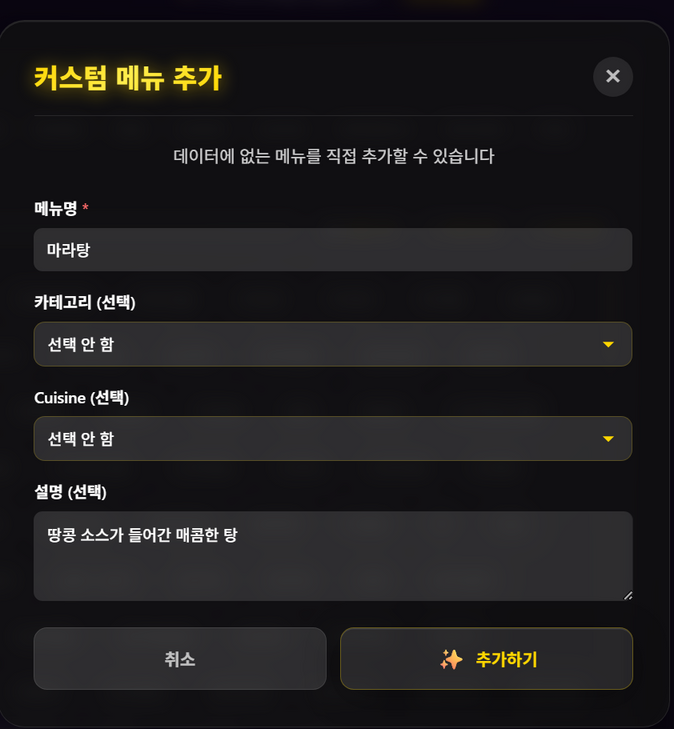 커스텀 메뉴 추가
데이터에 없는 메뉴를 직접 추가할 수 있습니다
메뉴명 *
마라탕
카테고리 (선택)
선택 안 함
Cuisine (선택)
선택 안 함
설명 (선택)
땅콩 소스가 들어간 매콤한 탕
취소
추가하기